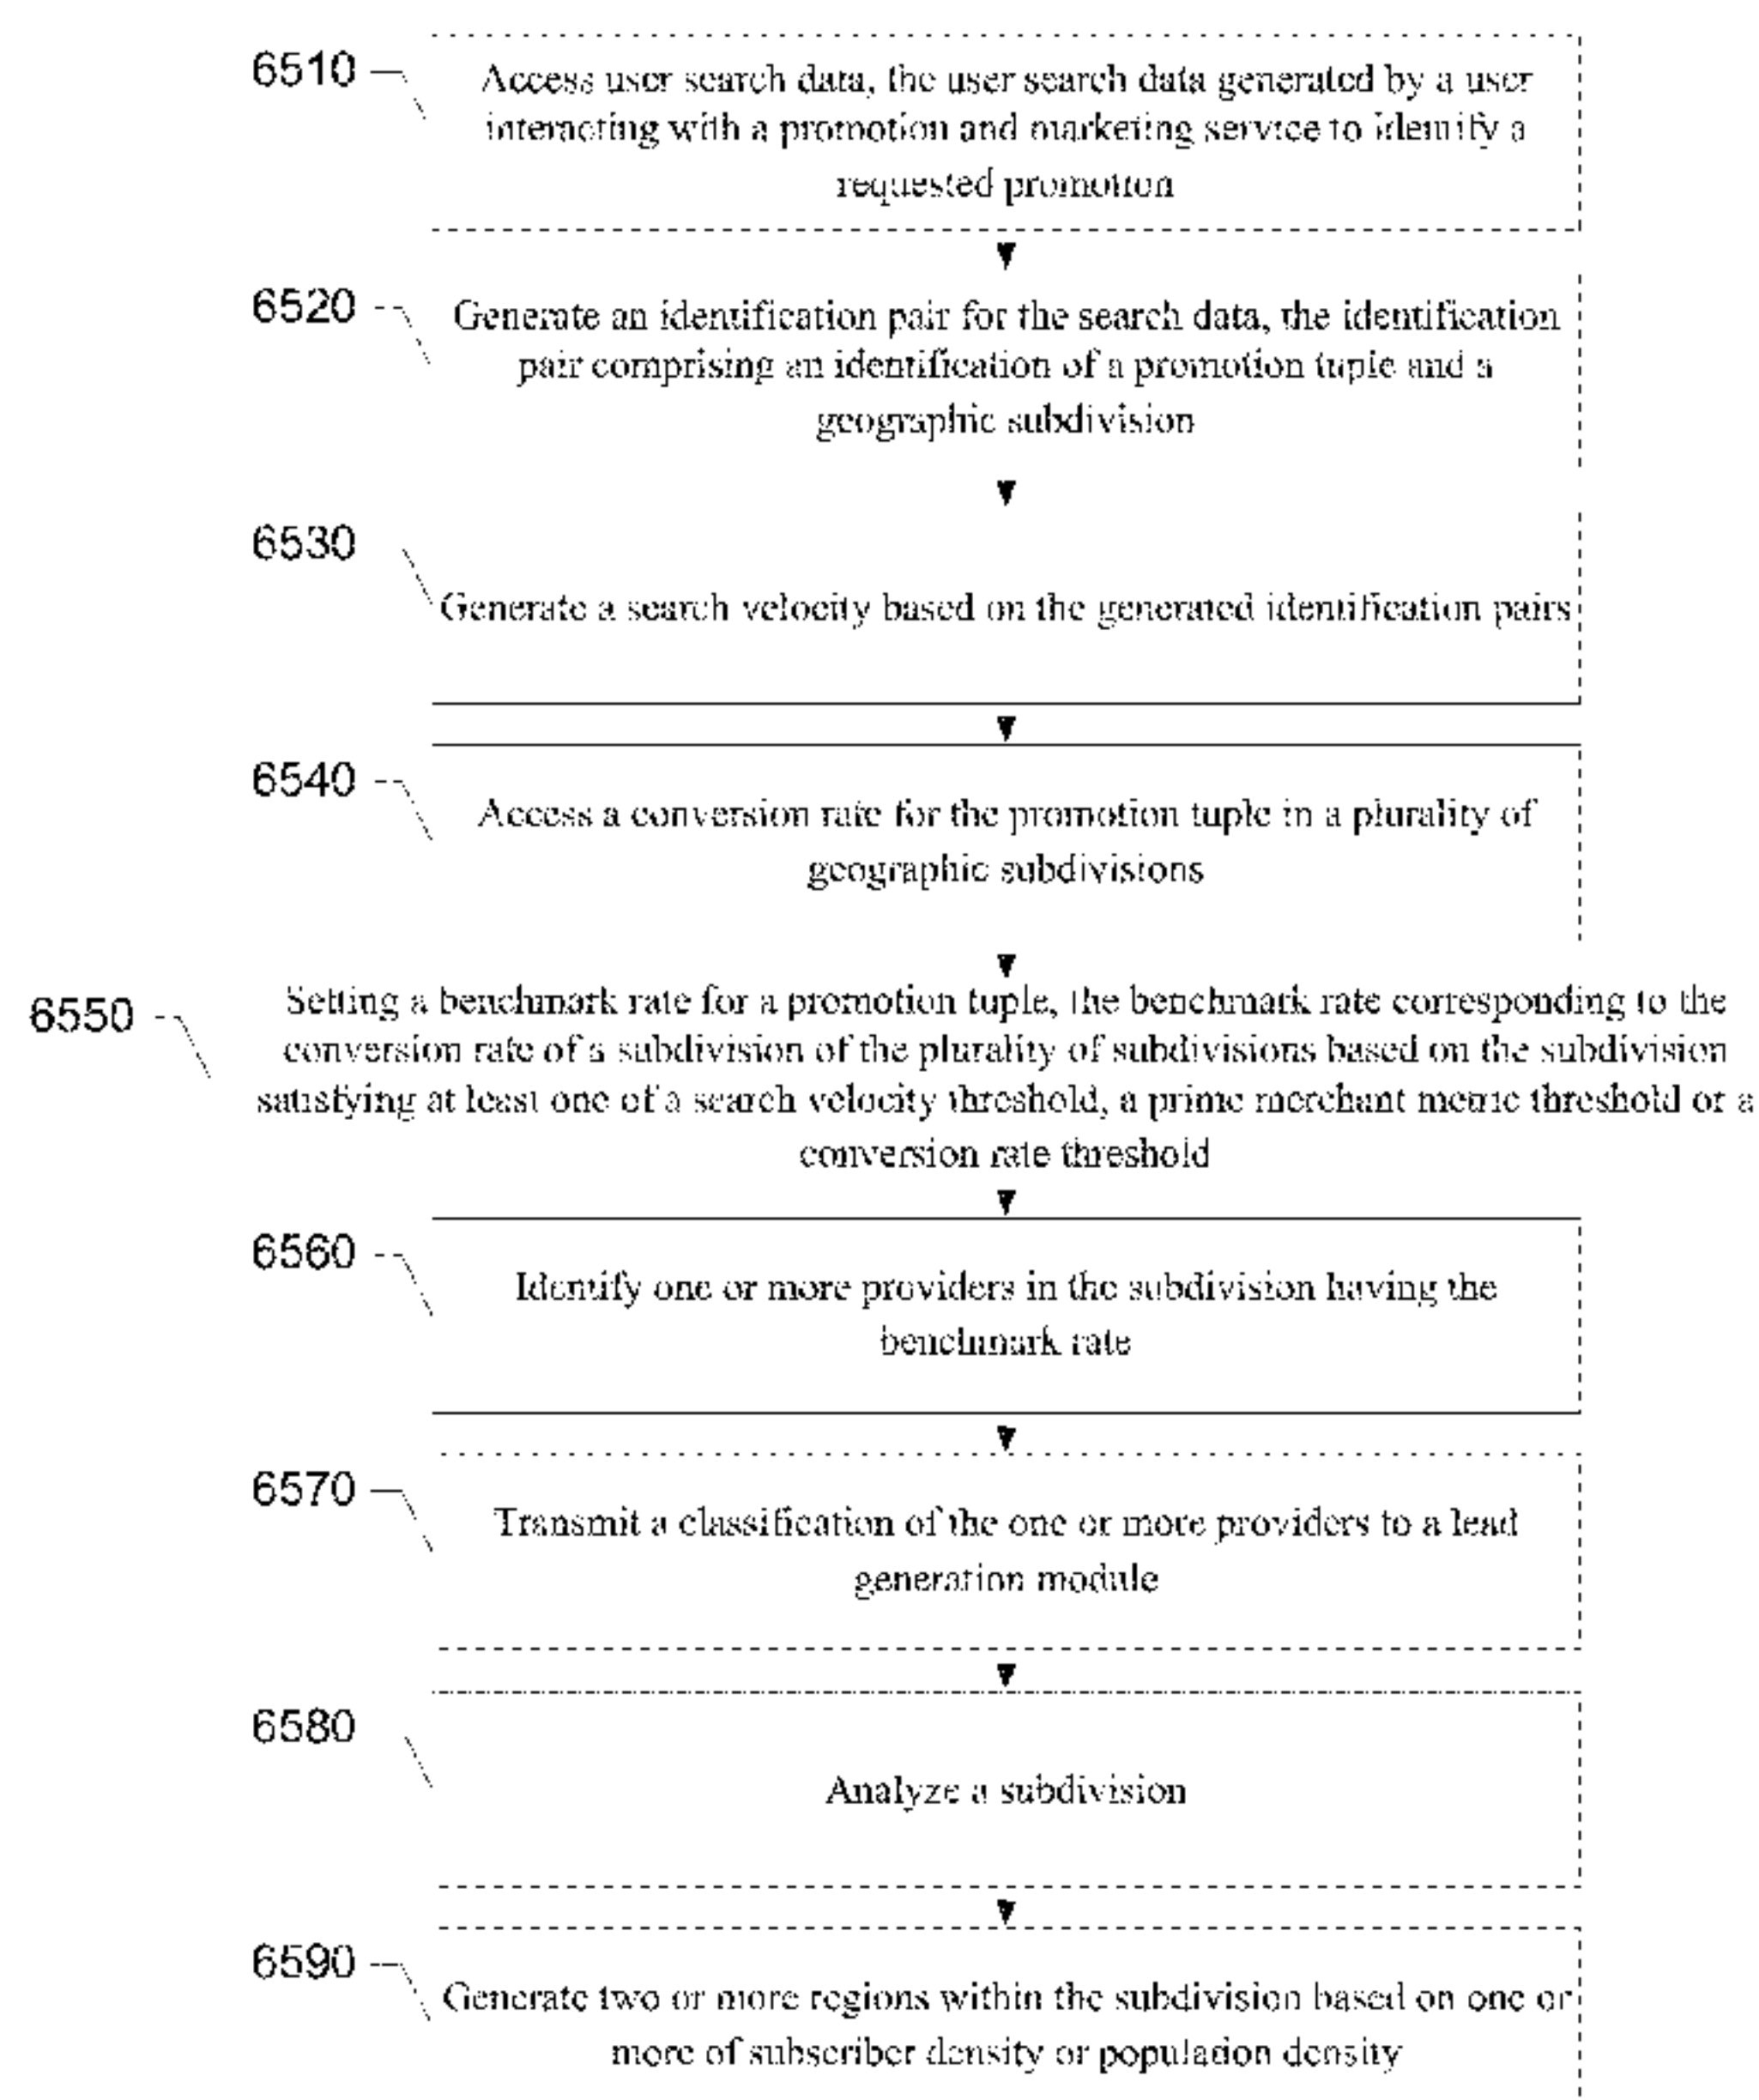 6510
Access user search data, the user search data generated by a user
interacting with a promotion and marketing service to identify a
requested promotion
6520
Generate an identification pair for the search data, the identification
pair comprising an identification of a promotion tuple and a
geographic subdivision
6530
Generate a search velocity based on the generated identification pairs
6540
Access a conversion rate for the promotion tuple in a plurality of
geographic subdivisions
6550
Setting a benchmark rate for a promotion tuple, the benchmark rate corresponding to the
conversion rate of a subdivision of the plurality of subdivisions based on the subdivision
satisfying at least one of a search velocity threshold, a prime merchant metric threshold or a
conversion rate threshold
6560
Identify one or more providers in the subdivision having the
benchmark rate
6570
Transmit a classification of the one or more providers to a lead
generation module
6580
Analyze a subdivision
6590
Generate two or more regions within the subdivision based on one or
more of subscriber density or population density